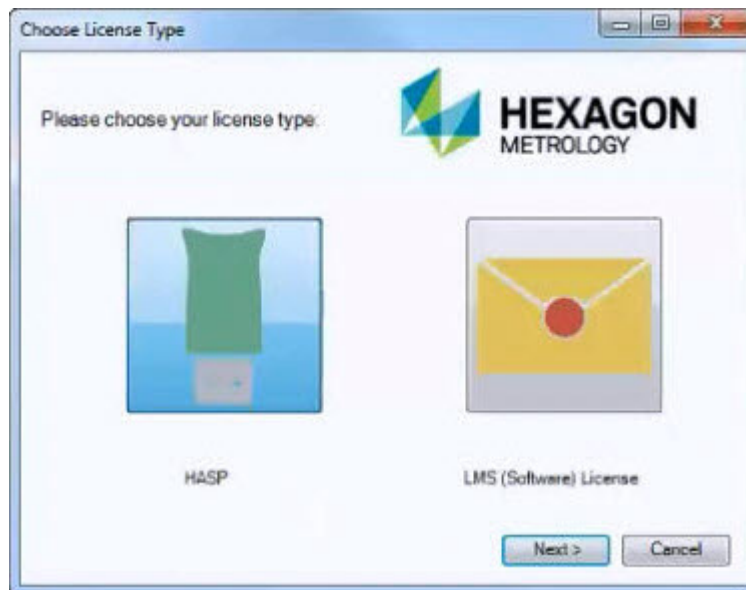 Choose License Type
Please choose your license type:
HEXAGON
METROLOGY
HASP
LMS (Software) License
Next >
Cancel